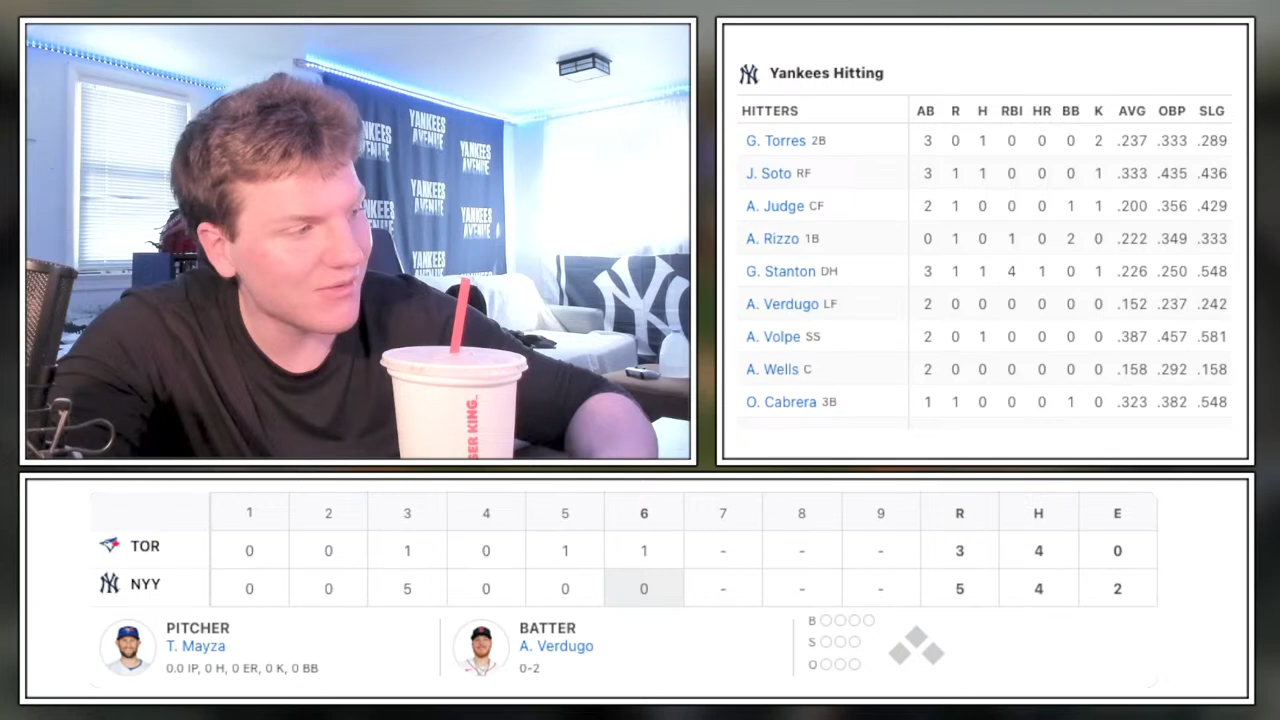 YANKEES AVENUE
YANKEES AVENUE
YANKEES AVENUE
YANKEES AVENUE
YANKEES AVENUE
YANKEES
NY
KING
NY Yankees Hitting
HITTERS AB H RBI HR BB K AVG OBP SLG
G. Torres 2B 3 0 1 0 0 0 2 .237 .333 .289
J. Soto RF 3 1 1 0 0 0 1 .333 .435 .436
A. Judge CF 2 1 0 0 0 1 1 .200 .356 .429
A. Rizzo 1B 0 1 0 1 0 2 0 .222 .349 .333
G. Stanton DH 3 1 1 4 1 0 1 .226 .250 .548
A. Verdugo LF 2 0 0 0 0 0 0 .152 .237 .242
A. Volpe SS 2 0 1 0 0 0 0 .387 .457 .581
A. Wells C 2 0 0 0 0 0 0 .158 .292 .158
O. Cabrera 3B 1 1 0 0 0 1 0 .323 .382 .548
1 2 3 4 5 6 7 8 9 R H E
TOR 0 0 1 0 1 1 - - - 3 4 0
NY NYY 0 0 5 0 0 0 - - - 5 4 2
PITCHER
T. Mayza
0.0 IP, 0 H, 0 ER, 0 K, 0 BB
BATTER
A. Verdugo
0-2
B
S
O